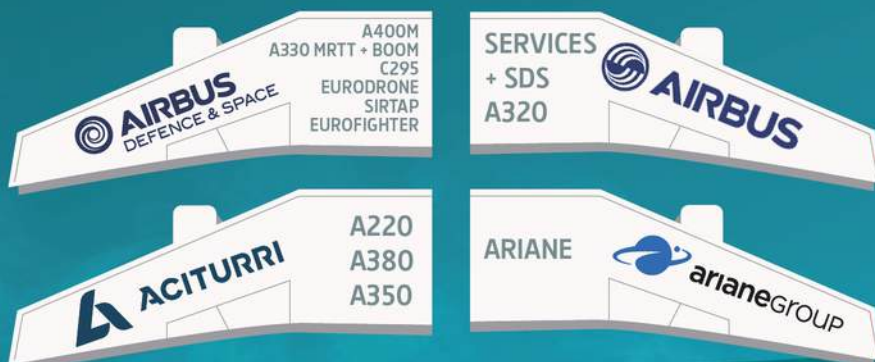 AIRBUS
DEFENCE & SPACE
A400M
A330 MRTT + BOOM
C295
EURODRONE
SIRTAP
EUROFIGHTER
SERVICES
+ SDS
A320
AIRBUS
ACITURRI
A220
A380
A350
ARIANE
arianeGROUP